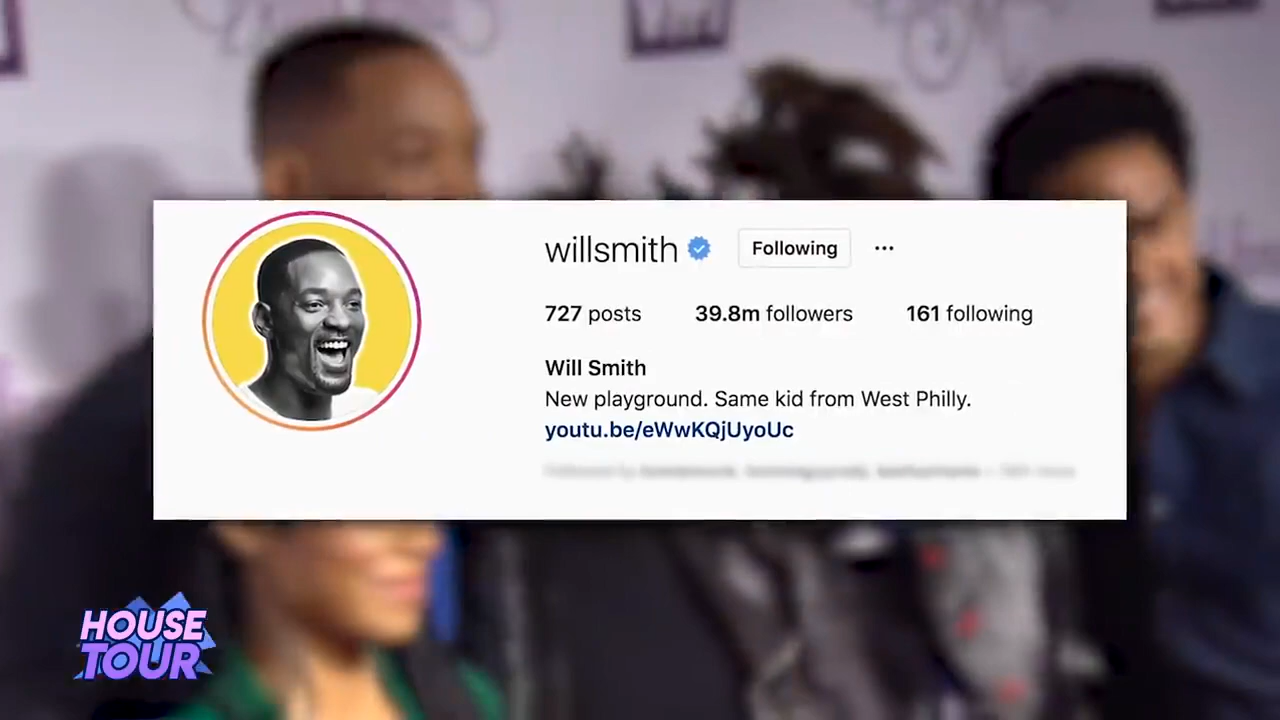 willsmith
Following
727 posts
39.8m followers
161 following
Will Smith
New playground. Same kid from West Philly.
youtu.be/eWwKQjUyoUc
HOUSE
TOUR